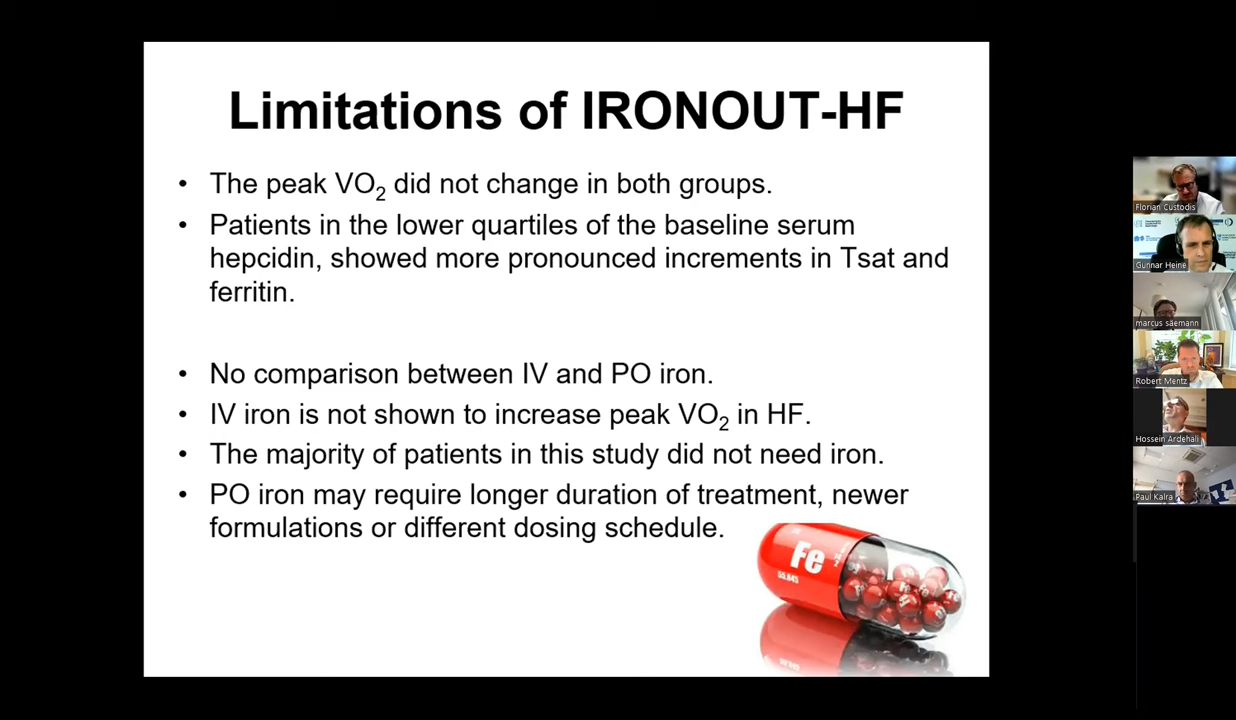 Limitations of IRONOUT-HF
• The peak VO2 did not change in both groups.
• Patients in the lower quartiles of the baseline serum
hepcidin, showed more pronounced increments in Tsat and
ferritin.
• No comparison between IV and PO iron.
• IV iron is not shown to increase peak VO2 in HF.
• The majority of patients in this study did not need iron.
• PO iron may require longer duration of treatment, newer
formulations or different dosing schedule.
Fe
55.845
Florian Custodis
Gunnar Heine
marcus säemann
Robert Mentz
Hossein Ardehali
Paul Kalra